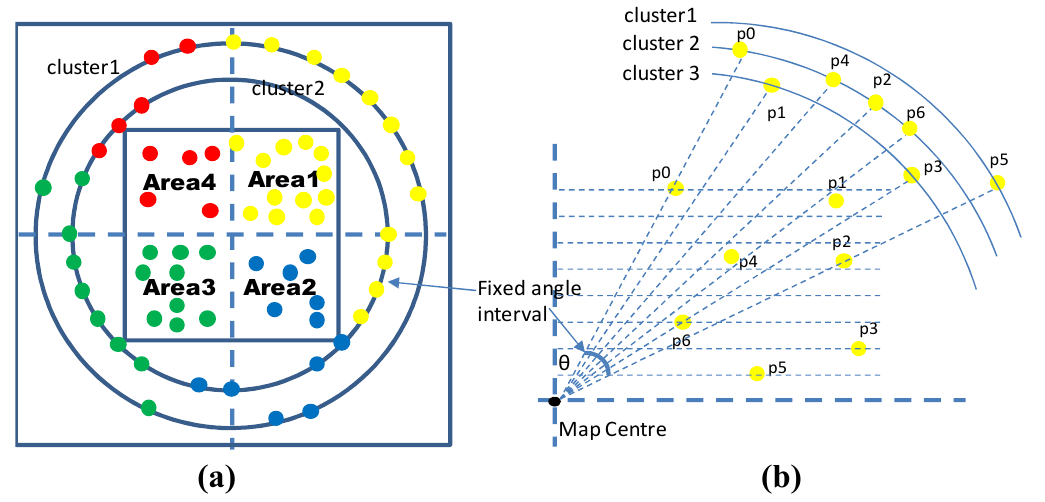 cluster1
cluster2
Area4
Area1
Area3
Area2
(a)
cluster1
cluster 2
cluster 3
p0
p4
p2
p1
p6
p3
p5
p0
p1
p4
p2
Fixed angle
interval
p6
p3
θ
p5
Map Centre
(b)